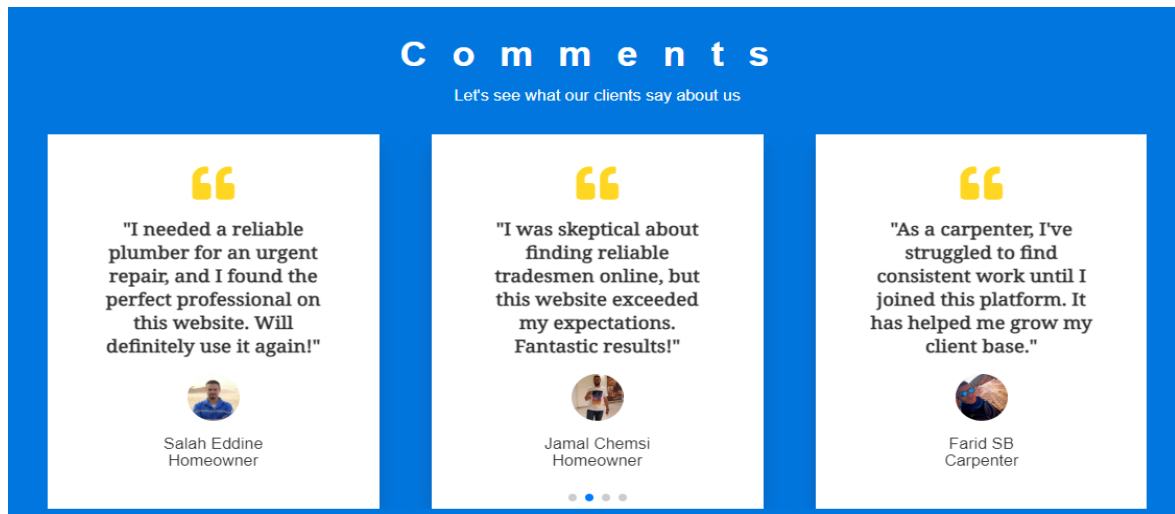 Comments
Let's see what our clients say about us
"I needed a reliable
plumber for an urgent
repair, and I found the
perfect professional on
this website. Will
definitely use it again!"
Salah Eddine
Homeowner
"I was skeptical about
finding reliable
tradesmen online, but
this website exceeded
my expectations.
Fantastic results!"
Jamal Chemsi
Homeowner
"As a carpenter, I've
struggled to find
consistent work until I
joined this platform. It
has helped me grow my
client base."
Farid SB
Carpenter